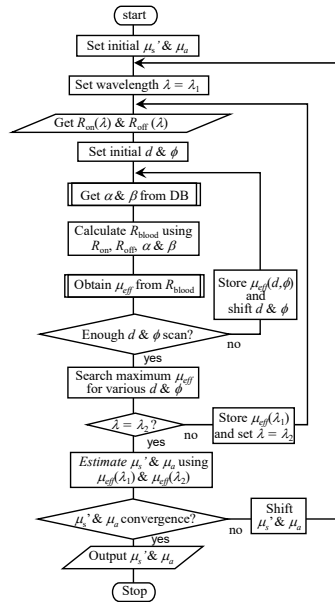 start
Set initial μs' & μa
Set wavelength λ = λ1
Get Ron(λ) & Roff (λ)
Set initial d & ϕ
Get α & β from DB
Calculate Rblood using
Ron, Roff, α & β
Obtain μeff from Rblood
Store μeff(d,ϕ)
and
shift d & ϕ
Enough d & ϕ scan?
no
yes
Search maximum μeff
for various d & ϕ
λ = λ2?
no
Store μeff(λ1)
and set λ = λ2
yes
Estimate μs' & μa using
μeff(λ1) & μeff(λ2)
μs' & μa convergence?
no
Shift
μs' & μa
yes
Output μs' & μa
Stop